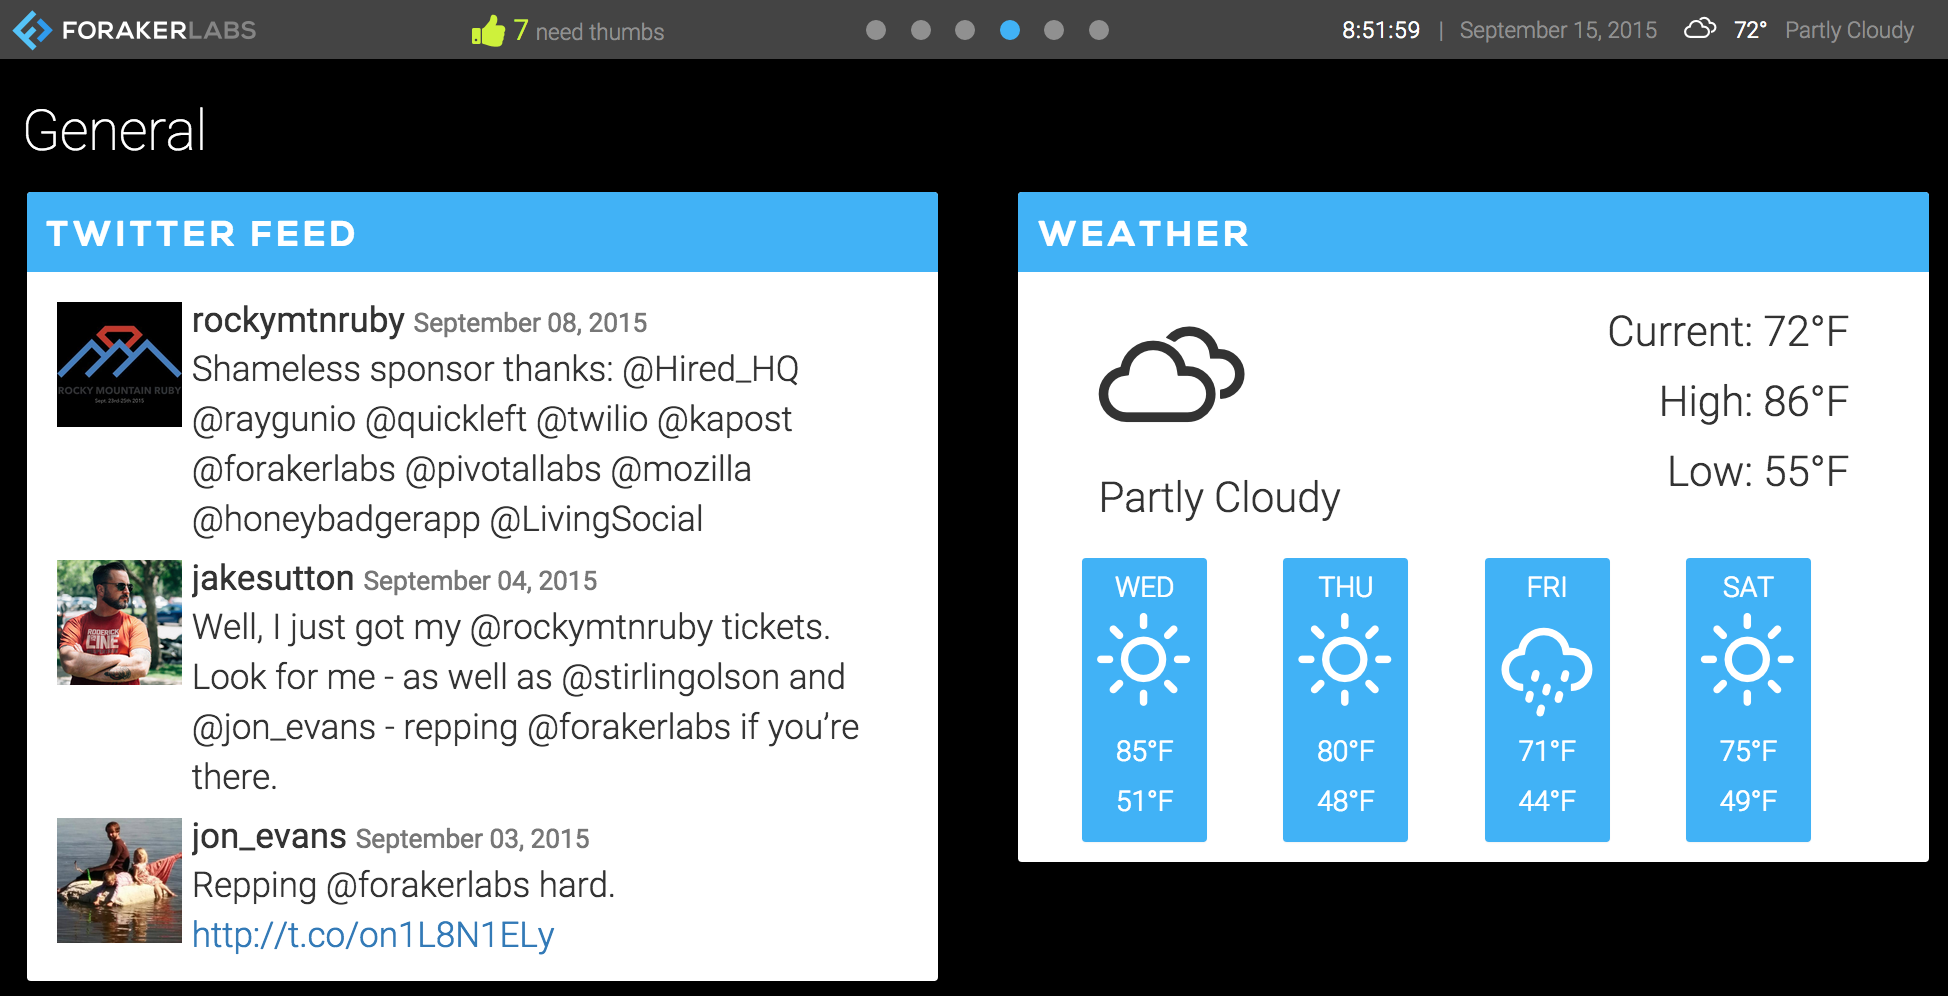 FORAKERLABS
7 need thumbs
8:51:59 | September 15, 2015 72° Partly Cloudy
General
TWITTER FEED
rockymtnruby September 08, 2015
Shameless sponsor thanks: @Hired_HQ
@raygunio @quickleft @twilio @kapost
@forakerlabs @pivotallabs @mozilla
@honeybadgerapp @LivingSocial
ROCKY MOUNTAIN RUBY
Sept. 23rd-25th 2015
jakesutton September 04, 2015
Well, I just got my @rockymtnruby tickets.
Look for me - as well as @stirlingolson and
@jon_evans - repping @forakerlabs if you’re
there.
RODERICK
LINE
jon_evans September 03, 2015
Repping @forakerlabs hard.
http://t.co/on1L8N1ELy
WEATHER
Current: 72°F
High: 86°F
Low: 55°F
Partly Cloudy
WED
85°F
51°F
THU
80°F
48°F
FRI
71°F
44°F
SAT
75°F
49°F